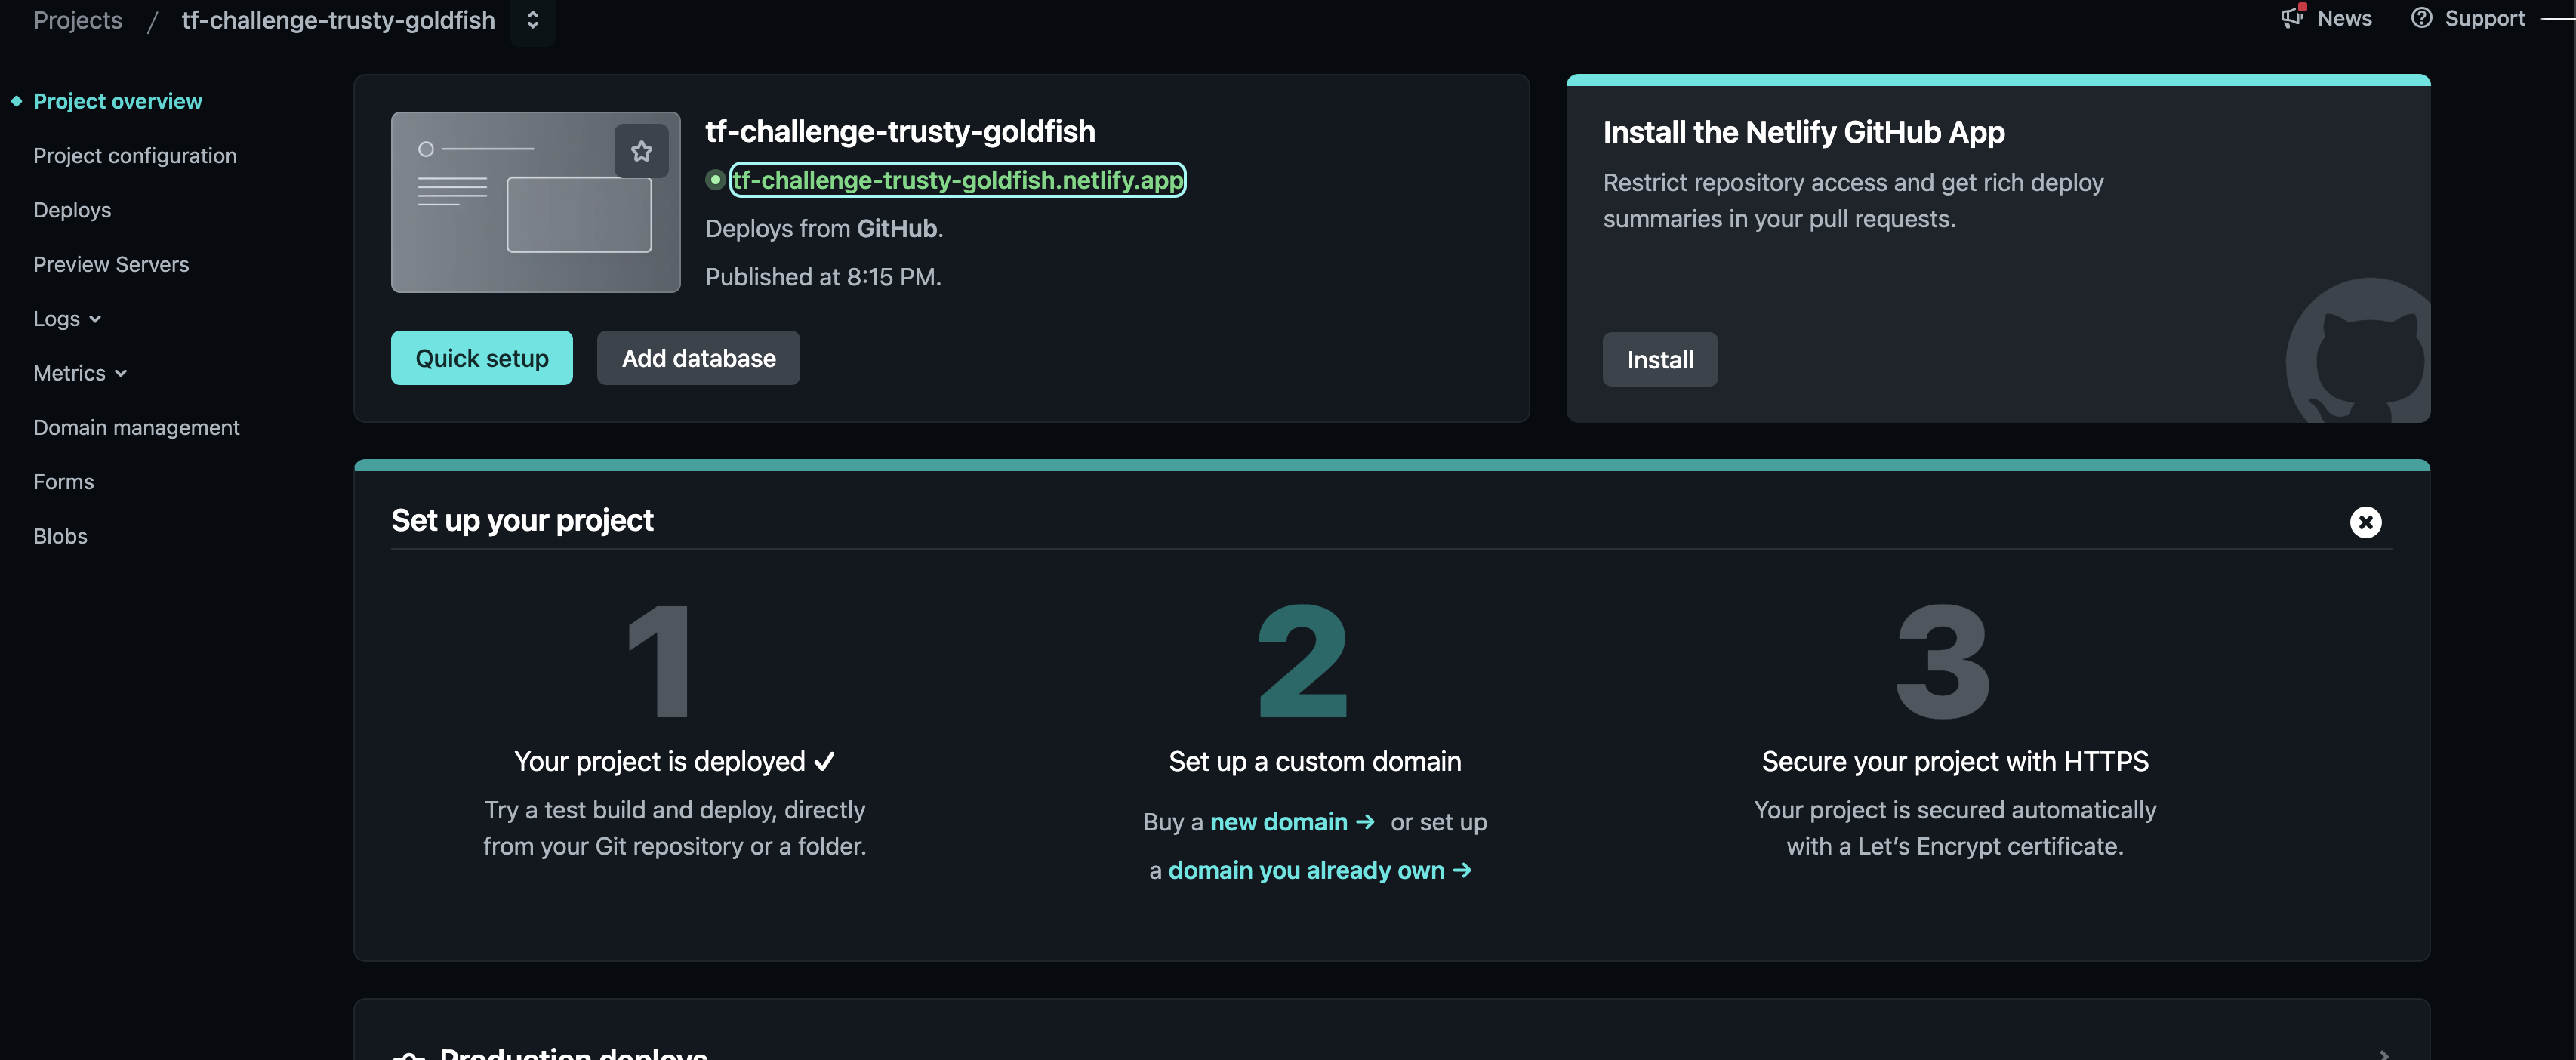 Projects / tf-challenge-trusty-goldfish
News
Support
Project overview
Project configuration
Deploys
Preview Servers
Logs
Metrics
Domain management
Forms
Blobs
tf-challenge-trusty-goldfish
tf-challenge-trusty-goldfish.netlify.app
Deploys from GitHub.
Published at 8:15 PM.
Quick setup
Add database
Install the Netlify GitHub App
Restrict repository access and get rich deploy
summaries in your pull requests.
Install
Set up your project
1
Your project is deployed ✓
Try a test build and deploy, directly
from your Git repository or a folder.
2
Set up a custom domain
Buy a new domain → or set up
a domain you already own →
3
Secure your project with HTTPS
Your project is secured automatically
with a Let’s Encrypt certificate.
Production deploys